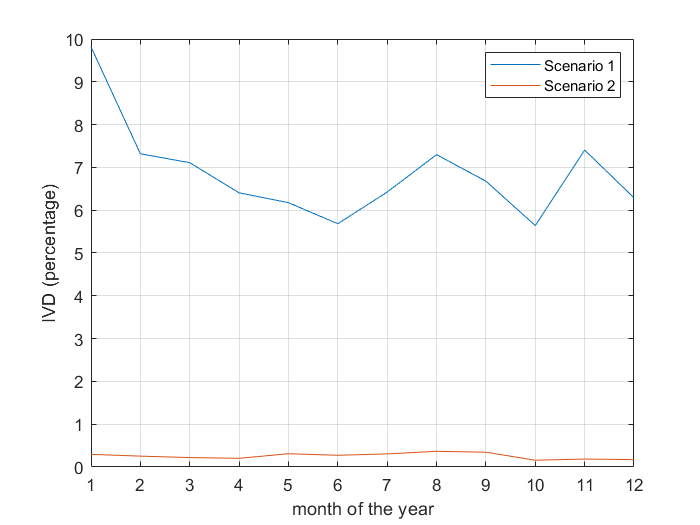 10
9
8
7
6
5
4
3
2
1
0
IVD (percentage)
Scenario 1
Scenario 2
1 2 3 4 5 6 7 8 9 10 11 12
month of the year